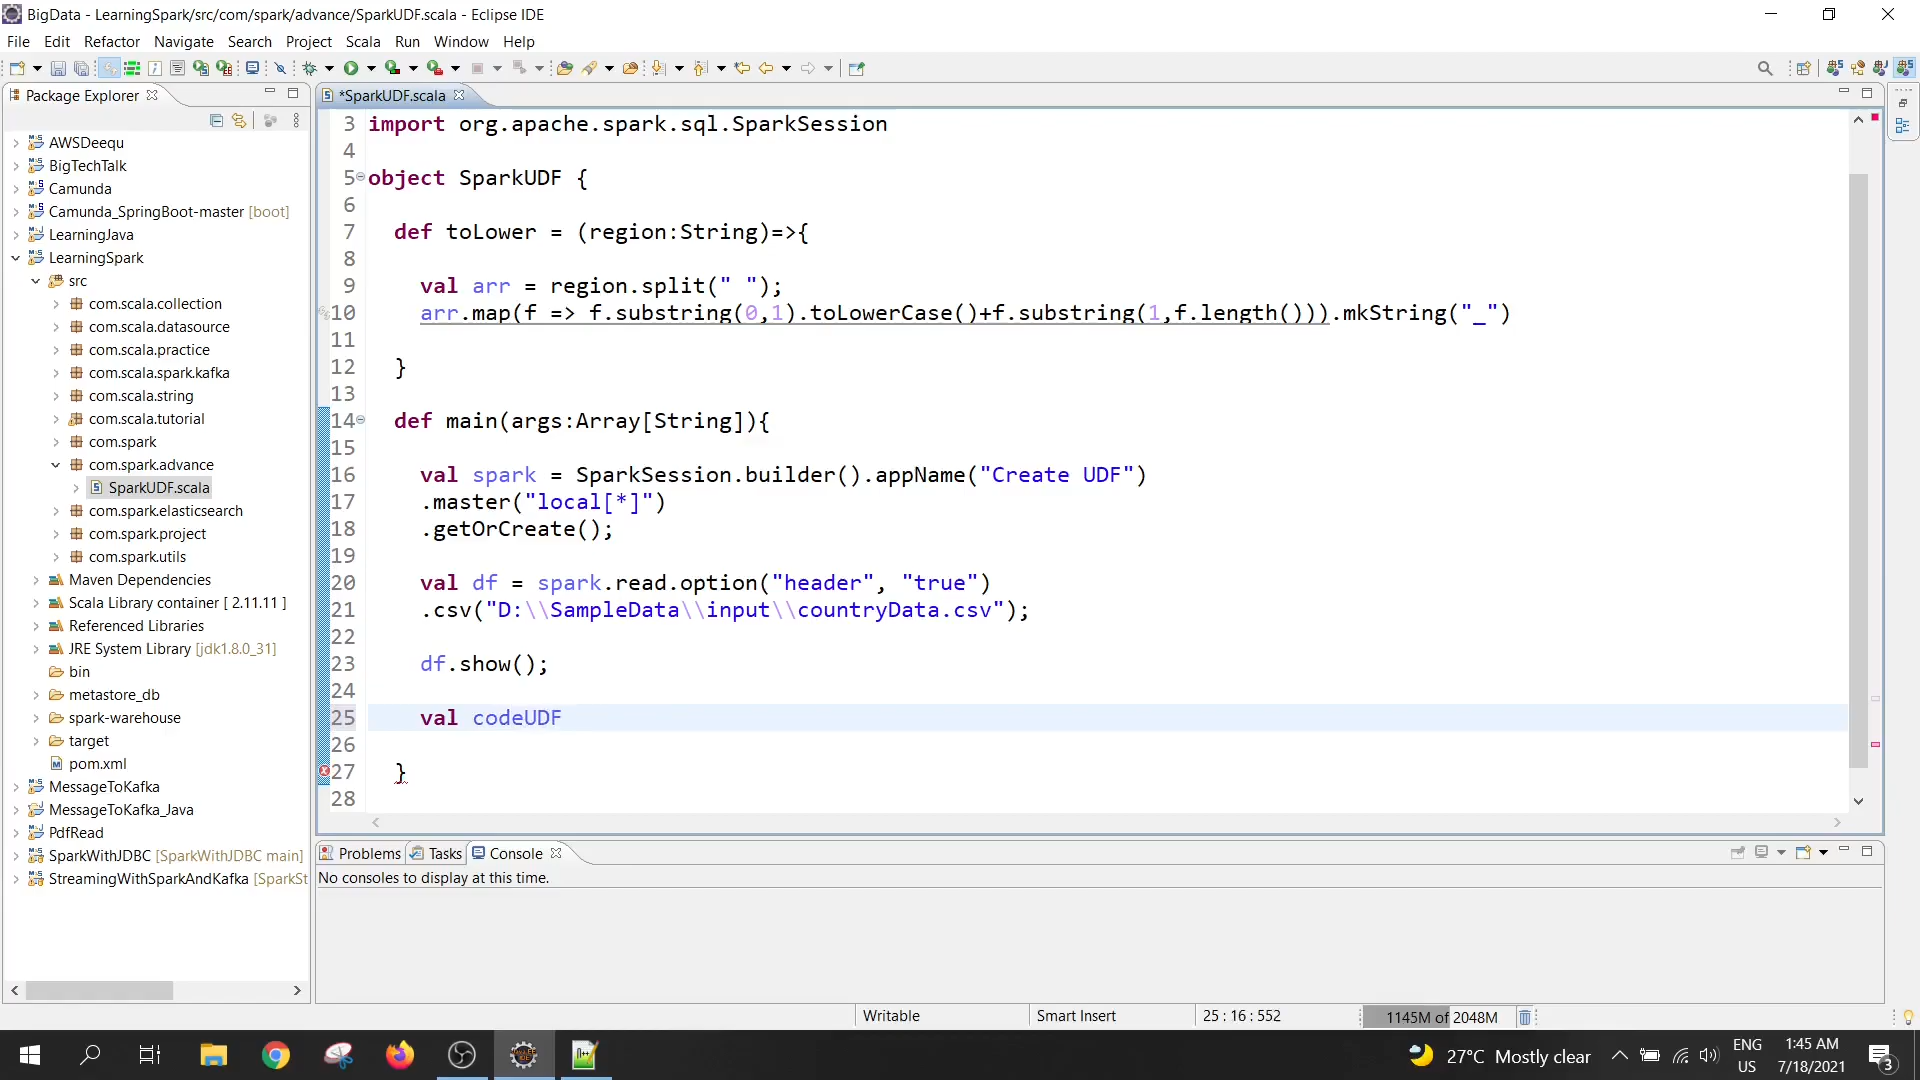 BigData - LearningSpark/src/com/spark/advance/SparkUDF.scala - Eclipse IDE
File Edit Refactor Navigate Search Project Scala Run Window Help
Package Explorer
*SparkUDF.scala
AWSDeequ
BigTechTalk
Camunda
Camunda_SpringBoot-master [boot]
LearningJava
LearningSpark
src
com.scala.collection
com.scala.datasource
com.scala.practice
com.scala.spark.kafka
com.scala.string
com.scala.tutorial
com.spark
com.spark.advance
SparkUDF.scala
com.spark.elasticsearch
com.spark.project
com.spark.utils
Maven Dependencies
Scala Library container [ 2.11.11 ]
Referenced Libraries
JRE System Library [jdk1.8.0_31]
bin
metastore_db
spark-warehouse
target
pom.xml
MessageToKafka
MessageToKafka_Java
PdfRead
SparkWithJDBC [SparkWithJDBC main]
StreamingWithSparkAndKafka [SparkSt
3 import org.apache.spark.sql.SparkSession
4
5 object SparkUDF {
6
7 def toLower = (region:String)=>{
8
9 val arr = region.split(" ");
10 arr.map(f => f.substring(0,1).toLowerCase()+f.substring(1,f.length())).mkString("_")
11
12 }
13
14 def main(args:Array[String]){
15
16 val spark = SparkSession.builder().appName("Create UDF")
17 .master("local[*]")
18 .getOrCreate();
19
20 val df = spark.read.option("header", "true")
21 .csv("D:\\SampleData\\input\\countryData.csv");
22
23 df.show();
24
25 val codeUDF
26
27 }
28
Problems Tasks Console
No consoles to display at this time.
Writable Smart Insert 25 : 16 : 552 1145M of 2048M
27°C Mostly clear
ENG
US
1:45 AM
7/18/2021
3